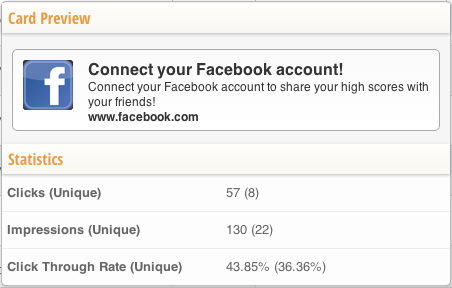 Card Preview
f
Connect your Facebook account!
Connect your Facebook account to share your high scores with
your friends!
www.facebook.com
Statistics
Clicks (Unique) 57 (8)
Impressions (Unique) 130 (22)
Click Through Rate (Unique) 43.85% (36.36%)